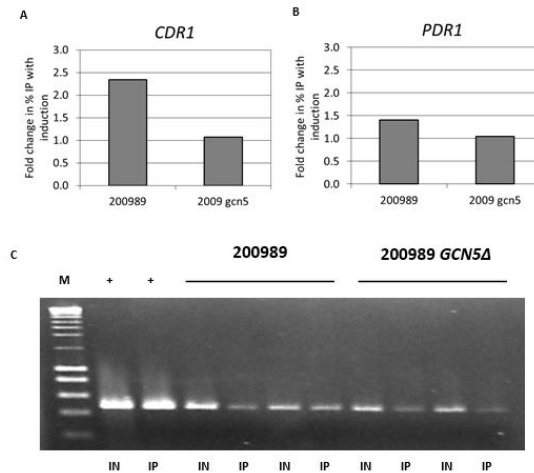 A
CDR1
Fold change in % IP with
induction
3.0
2.5
2.0
1.5
1.0
0.5
0.0
200989
2009 gcn5
B
PDR1
Fold change in % IP with
induction
3.0
2.5
2.0
1.5
1.0
0.5
0.0
200989
2009 gcn5
C
200989
200989 GCN5Δ
M
+
+
IN
IP
IN
IP
IN
IP
IN
IP
IN
IP